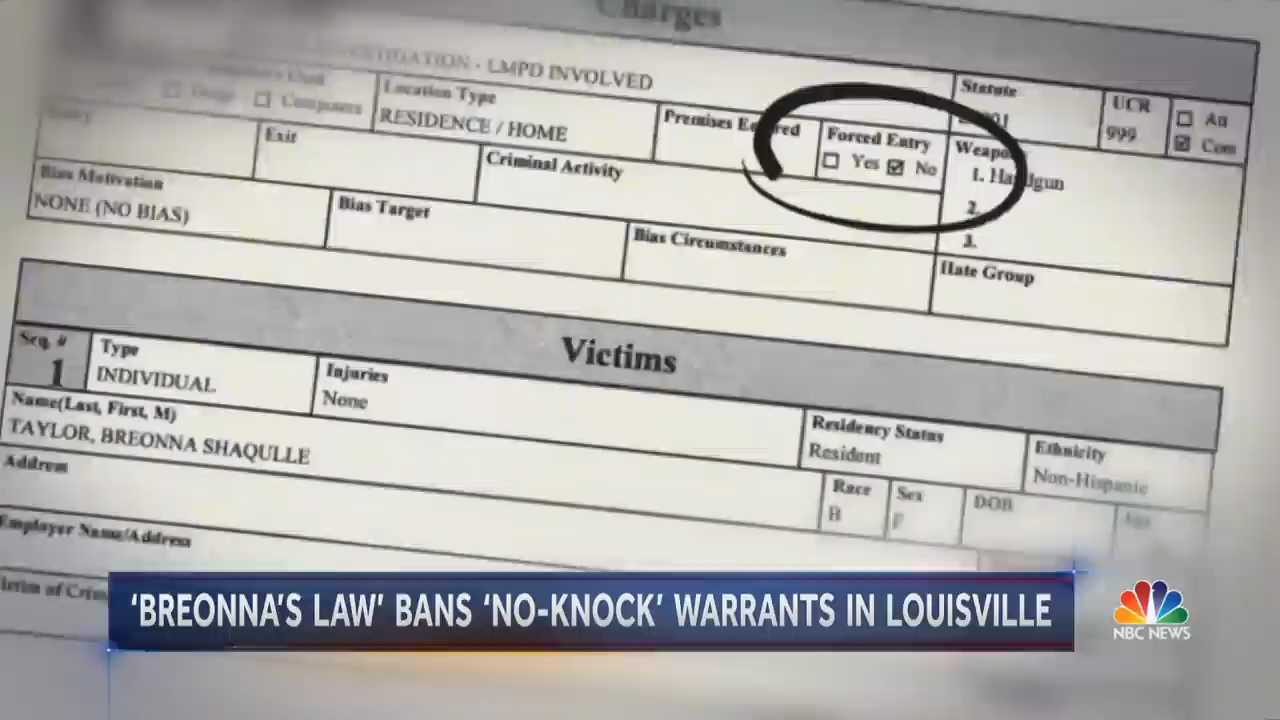 Charges
- LMPD INVOLVED
Statute
UCR
999
Location Type
RESIDENCE / HOME
Premises
Forced Entry
Yes
No
1. Handgun
2.
3.
Computers
Com
Exit
Criminal Activity
Bias Motivation
NONE (NO BIAS)
Bias Target
Bias Circumstances
Hate Group
Victims
Seq. #
1
Type
INDIVIDUAL
Injuries
None
Residency Status
Resident
Ethnicity
Non-Hispanic
Name(Last, First, M)
TAYLOR, BREONNA SHAQULLE
Race
B
Sex
F
DOB
Address
Employer Name/Address
'BREONNA'S LAW' BANS 'NO-KNOCK' WARRANTS IN LOUISVILLE
NBC NEWS